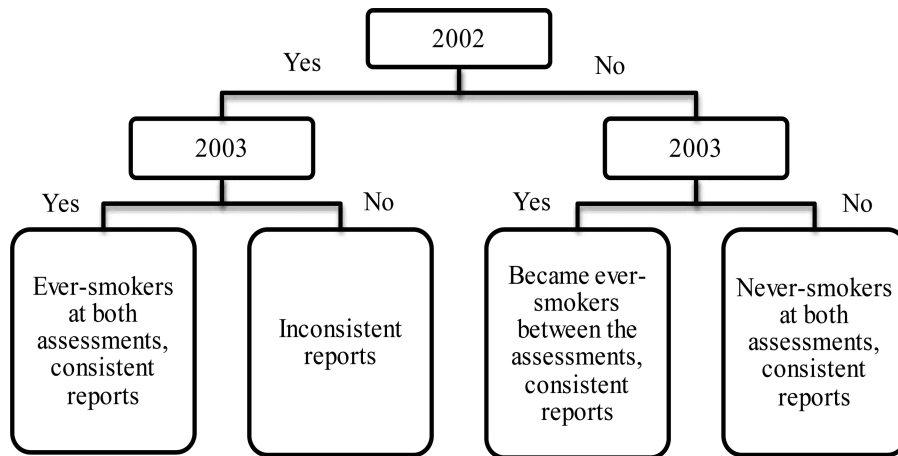 2002
Yes
No
2003
2003
Yes
No
Yes
No
Ever-smokers
at both
assessments,
consistent
reports
Inconsistent
reports
Became ever-
smokers
between the
assessments,
consistent
reports
Never-smokers
at both
assessments,
consistent
reports